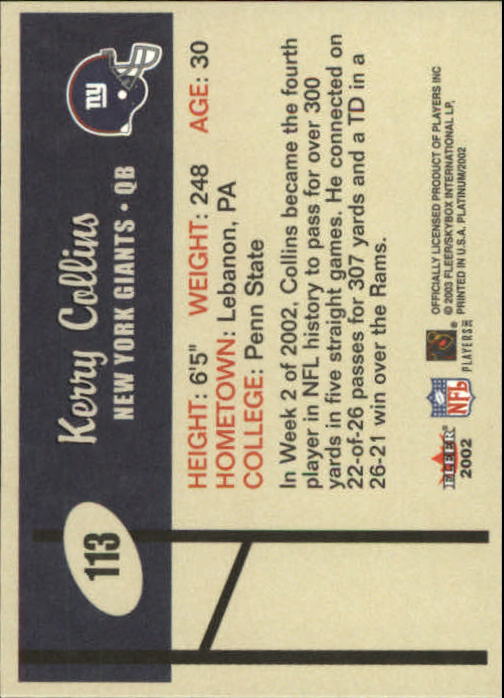 113
Kerry Collins
NEW YORK GIANTS • QB
ny
HEIGHT: 6'5" WEIGHT: 248 AGE: 30
HOMETOWN: Lebanon, PA
COLLEGE: Penn State
In Week 2 of 2002, Collins became the fourth
player in NFL history to pass for over 300
yards in five straight games. He connected on
22-of-26 passes for 307 yards and a TD in a
26-21 win over the Rams.
FLEER
2002
NFL
PLAYERS INC
OFFICIALLY LICENSED PRODUCT OF PLAYERS INC
© 2003 FLEER/SKYBOX INTERNATIONAL LP.
PRINTED IN U.S.A. PLATINUM/2002